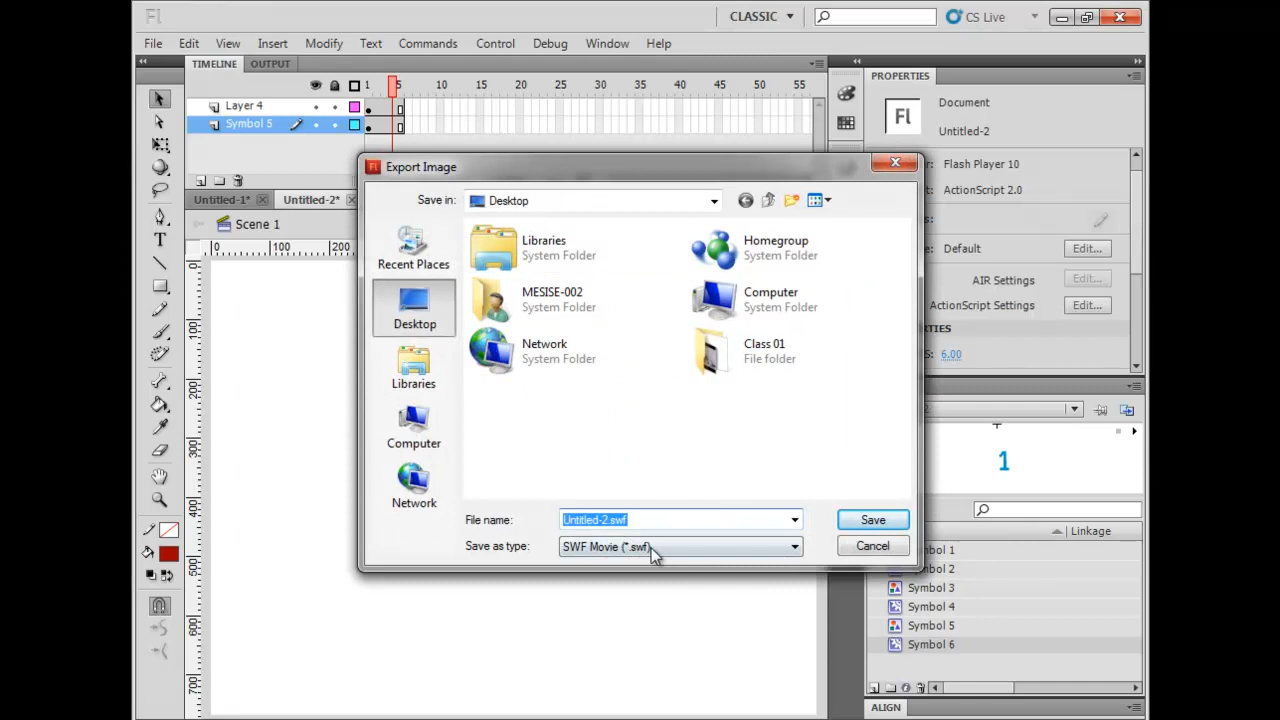 Fl
CLASSIC
CS Live
File Edit View Insert Modify Text Commands Control Debug Window Help
TIMELINE OUTPUT
1 5 10 15 20 25 30 35 40 45 50 55
Layer 4
Symbol 5
Untitled-1* Untitled-2*
Scene 1
0 100 200
0
100
200
300
400
500
600
700
Export Image
Save in: Desktop
Recent Places
Desktop
Libraries
Computer
Network
Libraries
System Folder
Homegroup
System Folder
MESISE-002
System Folder
Computer
System Folder
Network
System Folder
Class 01
File folder
File name: Untitled-2.swf Save
Save as type: SWF Movie (*.swf) Cancel
PROPERTIES
Fl
Document
Untitled-2
Flash Player 10
ActionScript 2.0
Default Edit...
AIR Settings Edit...
ActionScript Settings Edit...
6.00
1
Linkage
Symbol 3
Symbol 4
Symbol 5
Symbol 6
ALIGN